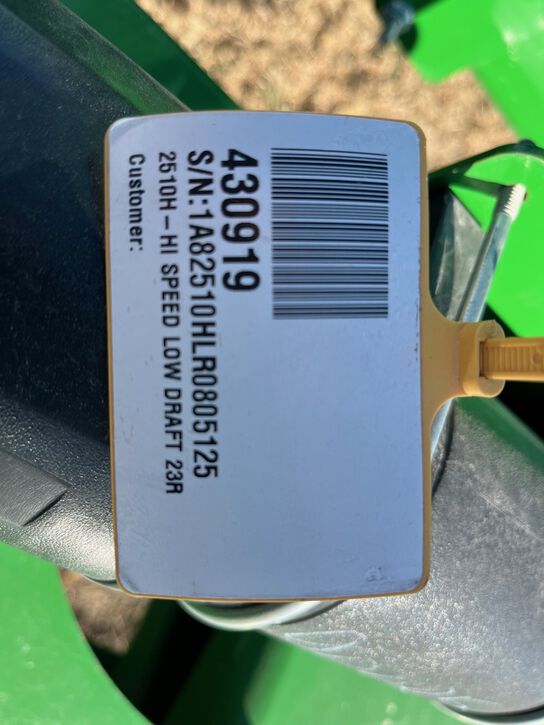 430919
S/N:1A82510HLR0805125
2510H-HI SPEED LOW DRAFT 23R
Customer: